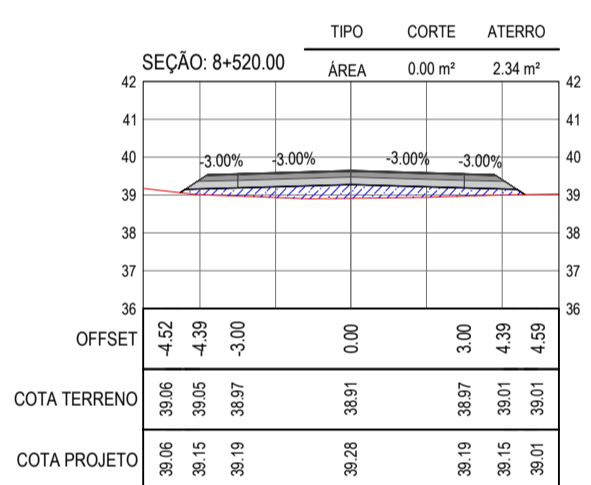 TIPO CORTE ATERRO
SEÇÃO: 8+520.00
ÁREA 0.00 m² 2.34 m²
42 42
41 41
40 -3.00% -3.00% -3.00% -3.00% 40
39 39
38 38
37 37
36 36
OFFSET -4.52 -4.39 -3.00 0.00 3.00 4.39 4.59
COTA TERRENO 39.06 39.05 38.97 38.91 38.97 39.01 39.01
COTA PROJETO 39.06 39.15 39.19 39.28 39.19 39.15 39.01